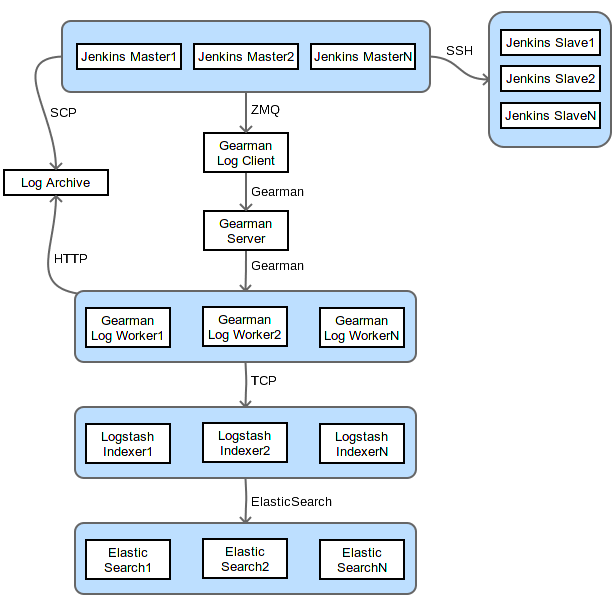 Jenkins Master1
Jenkins Master2
Jenkins MasterN
SSH
Jenkins Slave1
Jenkins Slave2
Jenkins SlaveN
SCP
ZMQ
Gearman
Log Client
Log Archive
Gearman
Gearman
Server
HTTP
Gearman
Gearman
Log Worker1
Gearman
Log Worker2
Gearman
Log WorkerN
TCP
Logstash
Indexer1
Logstash
Indexer2
Logstash
IndexerN
ElasticSearch
Elastic
Search1
Elastic
Search2
Elastic
SearchN